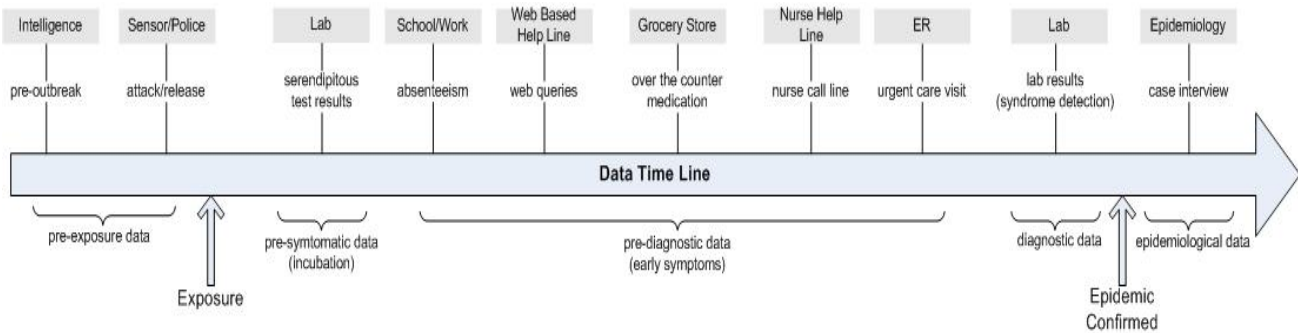 Intelligence
Sensor/Police
Lab
School/Work
Web Based
Help Line
Grocery Store
Nurse Help
Line
ER
Lab
Epidemiology
pre-outbreak
attack/release
serendipitous
test results
absenteeism
web queries
over the counter
medication
nurse call line
urgent care visit
lab results
(syndrome detection)
case interview
Data Time Line
pre-exposure data
pre-symtomatic data
(incubation)
pre-diagnostic data
(early symptoms)
diagnostic data
epidemiological data
Exposure
Epidemic
Confirmed